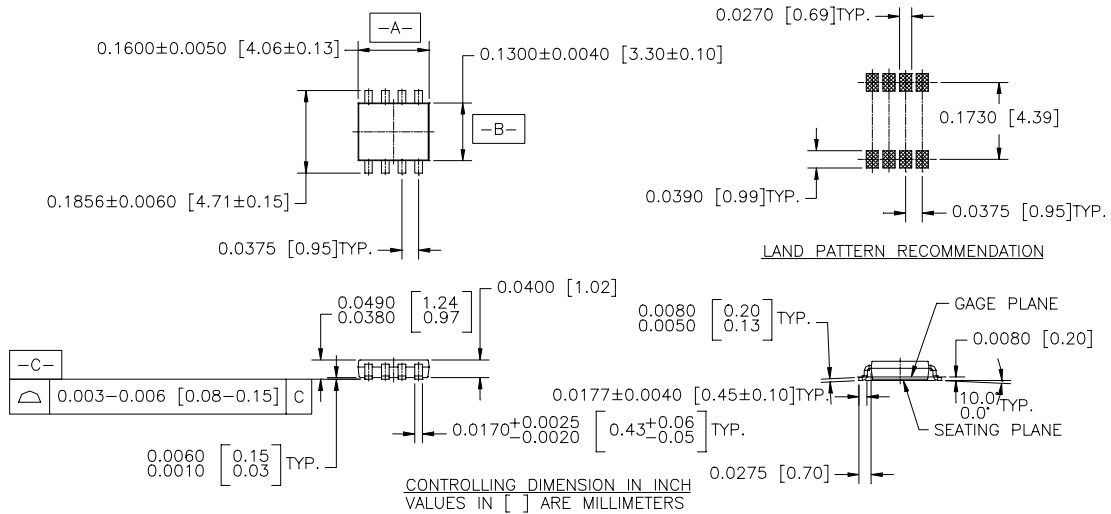 -A-
0.1600±0.0050 [4.06±0.13]
0.1300±0.0040 [3.30±0.10]
-B-
0.1856±0.0060 [4.71±0.15]
0.0375 [0.95]TYP.
0.0270 [0.69]TYP.
0.1730 [4.39]
0.0390 [0.99]TYP.
0.0375 [0.95]TYP.
LAND PATTERN RECOMMENDATION
0.0490 [1.24
0.0380 0.97]
0.0400 [1.02]
-C-
⌓ 0.003-0.006 [0.08-0.15] C
0.0060 [0.15
0.0010 0.03] TYP.
0.0170+0.0025 -0.0020 [0.43+0.06 -0.05] TYP.
0.0080 [0.20
0.0050 0.13] TYP.
GAGE PLANE
0.0080 [0.20]
0.0177±0.0040 [0.45±0.10]TYP.
10.0°
0.0° TYP.
SEATING PLANE
0.0275 [0.70]
CONTROLLING DIMENSION IN INCH
VALUES IN [ ] ARE MILLIMETERS